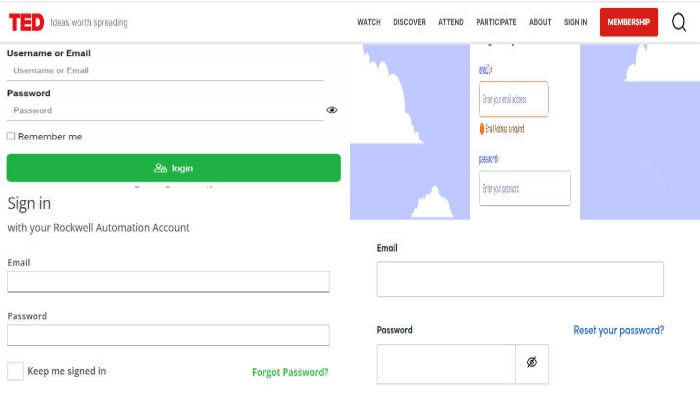 TED Ideas worth spreading WATCH DISCOVER ATTEND PARTICIPATE ABOUT SIGN IN MEMBERSHIP
Username or Email
Username or Email
Password
Password
Remember me
login
Sign in
with your Rockwell Automation Account
Email
Password
Keep me signed in Forgot Password?
email*
Enter your email address
Email Address is required
password*
Enter your password
Email
Password Reset your password?